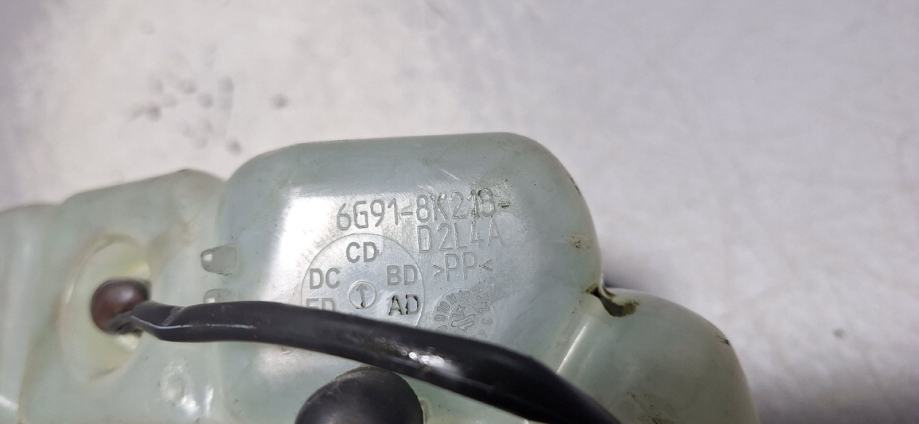 6G91-8K218-
D2L4A
CD
>PP<
DC
BD
AD